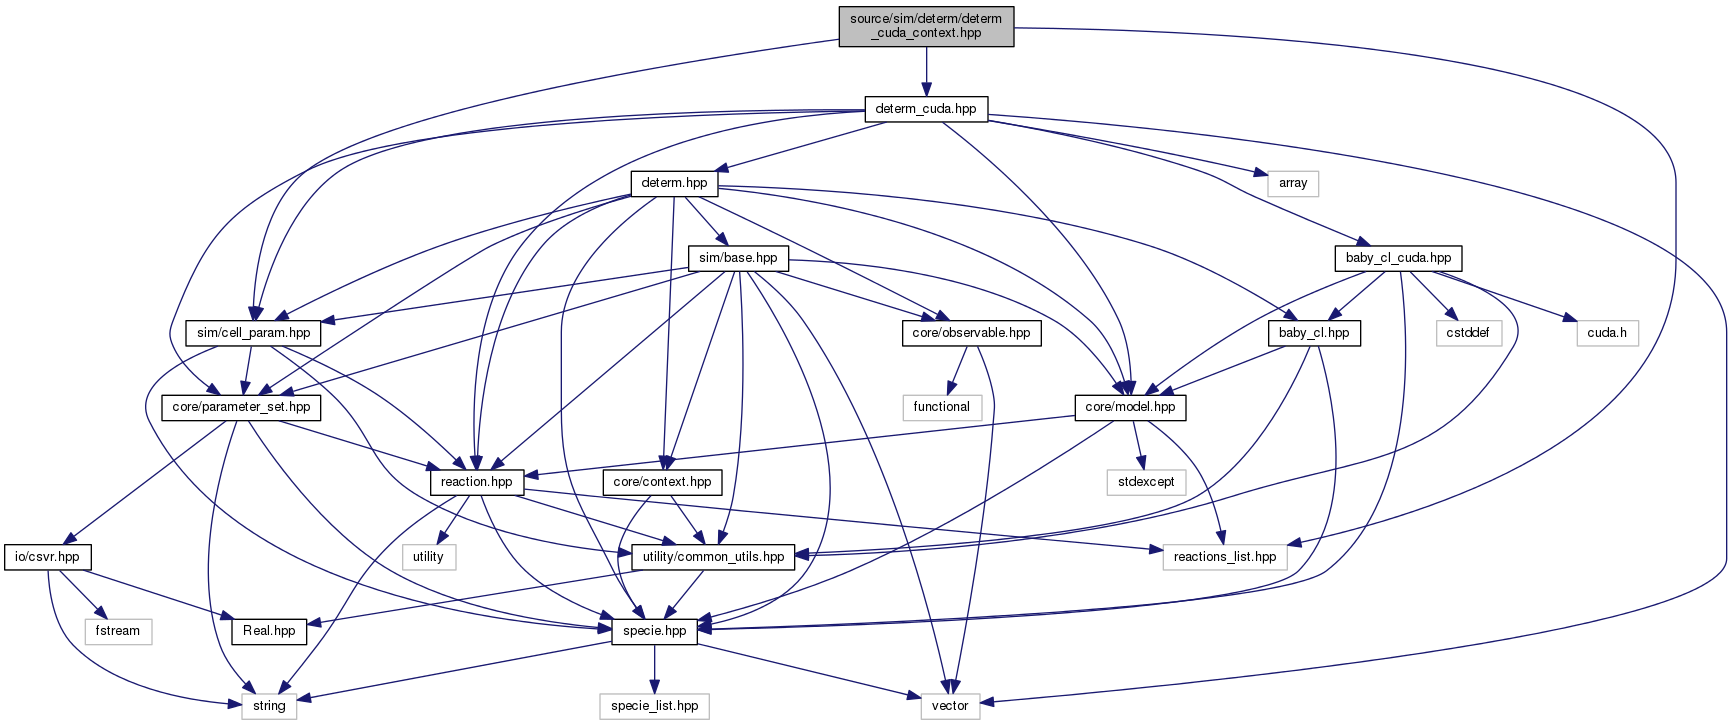 source/sim/determ/determ
_cuda_context.hpp
determ_cuda.hpp
determ.hpp
array
sim/base.hpp
baby_cl_cuda.hpp
sim/cell_param.hpp
core/observable.hpp
baby_cl.hpp
cstddef
cuda.h
core/parameter_set.hpp
functional
core/model.hpp
reaction.hpp
core/context.hpp
stdexcept
io/csvr.hpp
utility
utility/common_utils.hpp
reactions_list.hpp
fstream
Real.hpp
specie.hpp
string
specie_list.hpp
vector